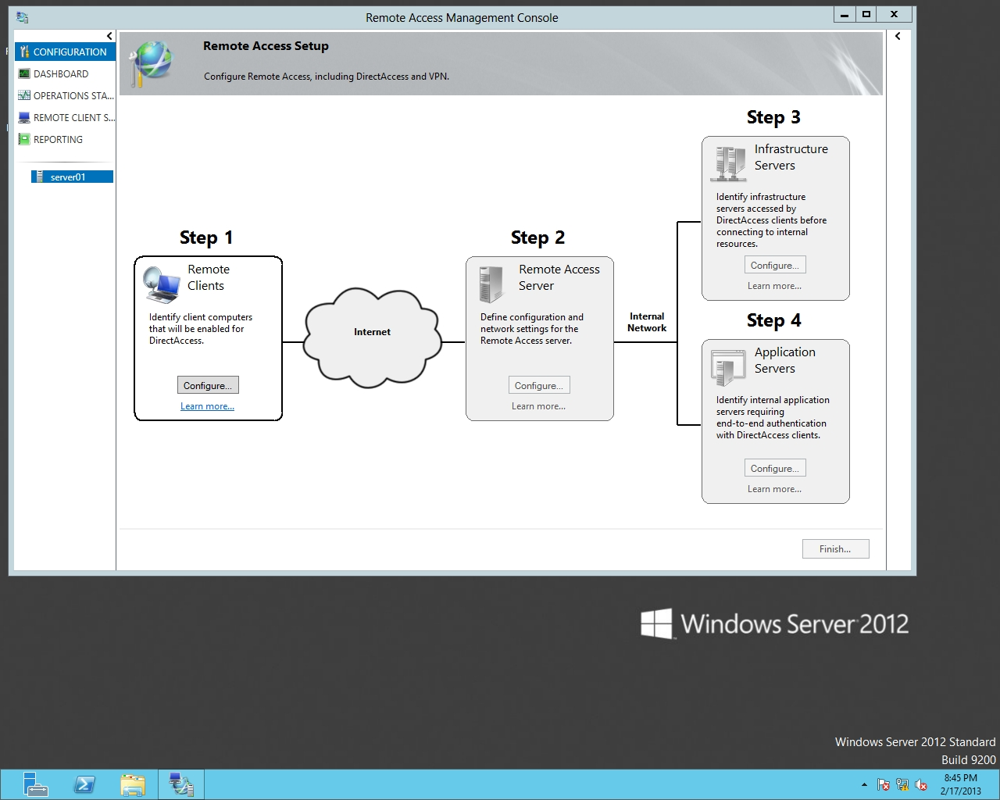 Remote Access Management Console
CONFIGURATION
DASHBOARD
OPERATIONS STA...
REMOTE CLIENT S...
REPORTING
server01
Remote Access Setup
Configure Remote Access, including DirectAccess and VPN.
Step 1
Remote
Clients
Identify client computers
that will be enabled for
DirectAccess.
Configure...
Learn more...
Internet
Step 2
Remote Access
Server
Define configuration and
network settings for the
Remote Access server.
Configure...
Learn more...
Internal
Network
Step 3
Infrastructure
Servers
Identify infrastructure
servers accessed by
DirectAccess clients before
connecting to internal
resources.
Configure...
Learn more...
Step 4
Application
Servers
Identify internal application
servers requiring
end-to-end authentication
with DirectAccess clients.
Configure...
Learn more...
Finish...
Windows Server 2012
Windows Server 2012 Standard
Build 9200
8:45 PM
2/17/2013